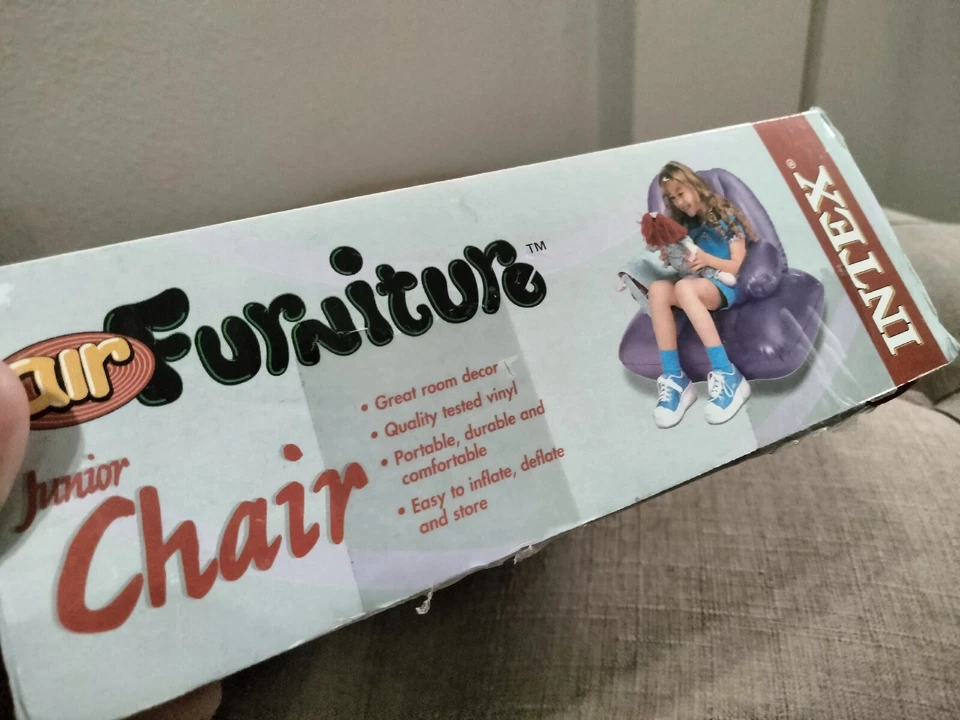 air Furniture™
Junior
Chair
• Great room decor
• Quality tested vinyl
• Portable, durable and
comfortable
• Easy to inflate, deflate
and store
INTEX®